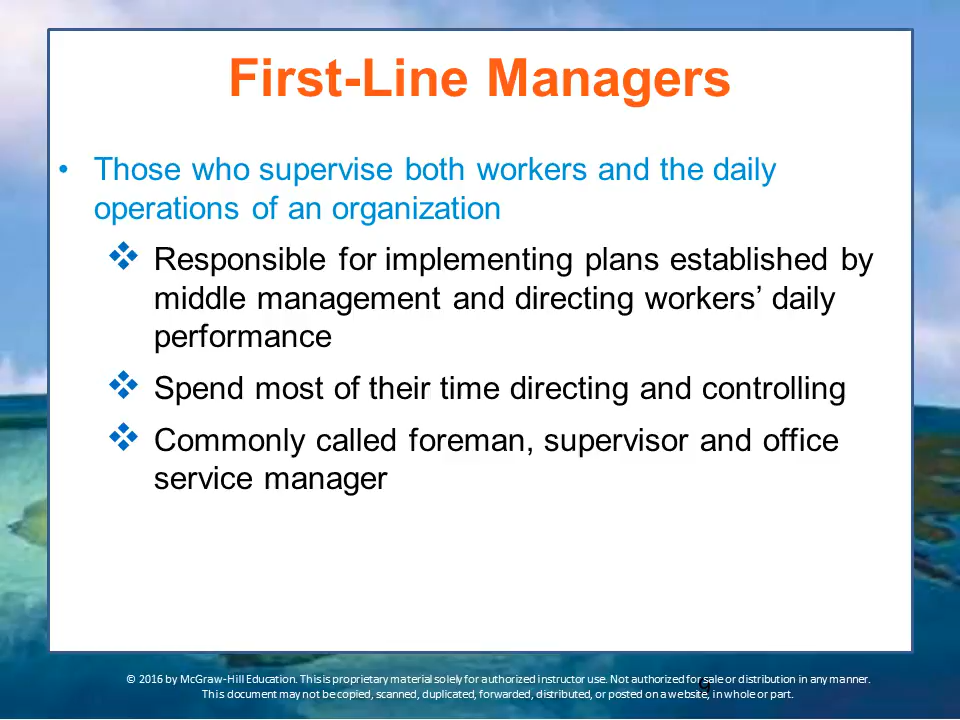 First-Line Managers
• Those who supervise both workers and the daily
operations of an organization
❖ Responsible for implementing plans established by
middle management and directing workers’ daily
performance
❖ Spend most of their time directing and controlling
❖ Commonly called foreman, supervisor and office
service manager
© 2016 by McGraw-Hill Education. This is proprietary material solely for authorized instructor use. Not authorized for sale or distribution in any manner.
This document may not be copied, scanned, duplicated, forwarded, distributed, or posted on a website, in whole or part.